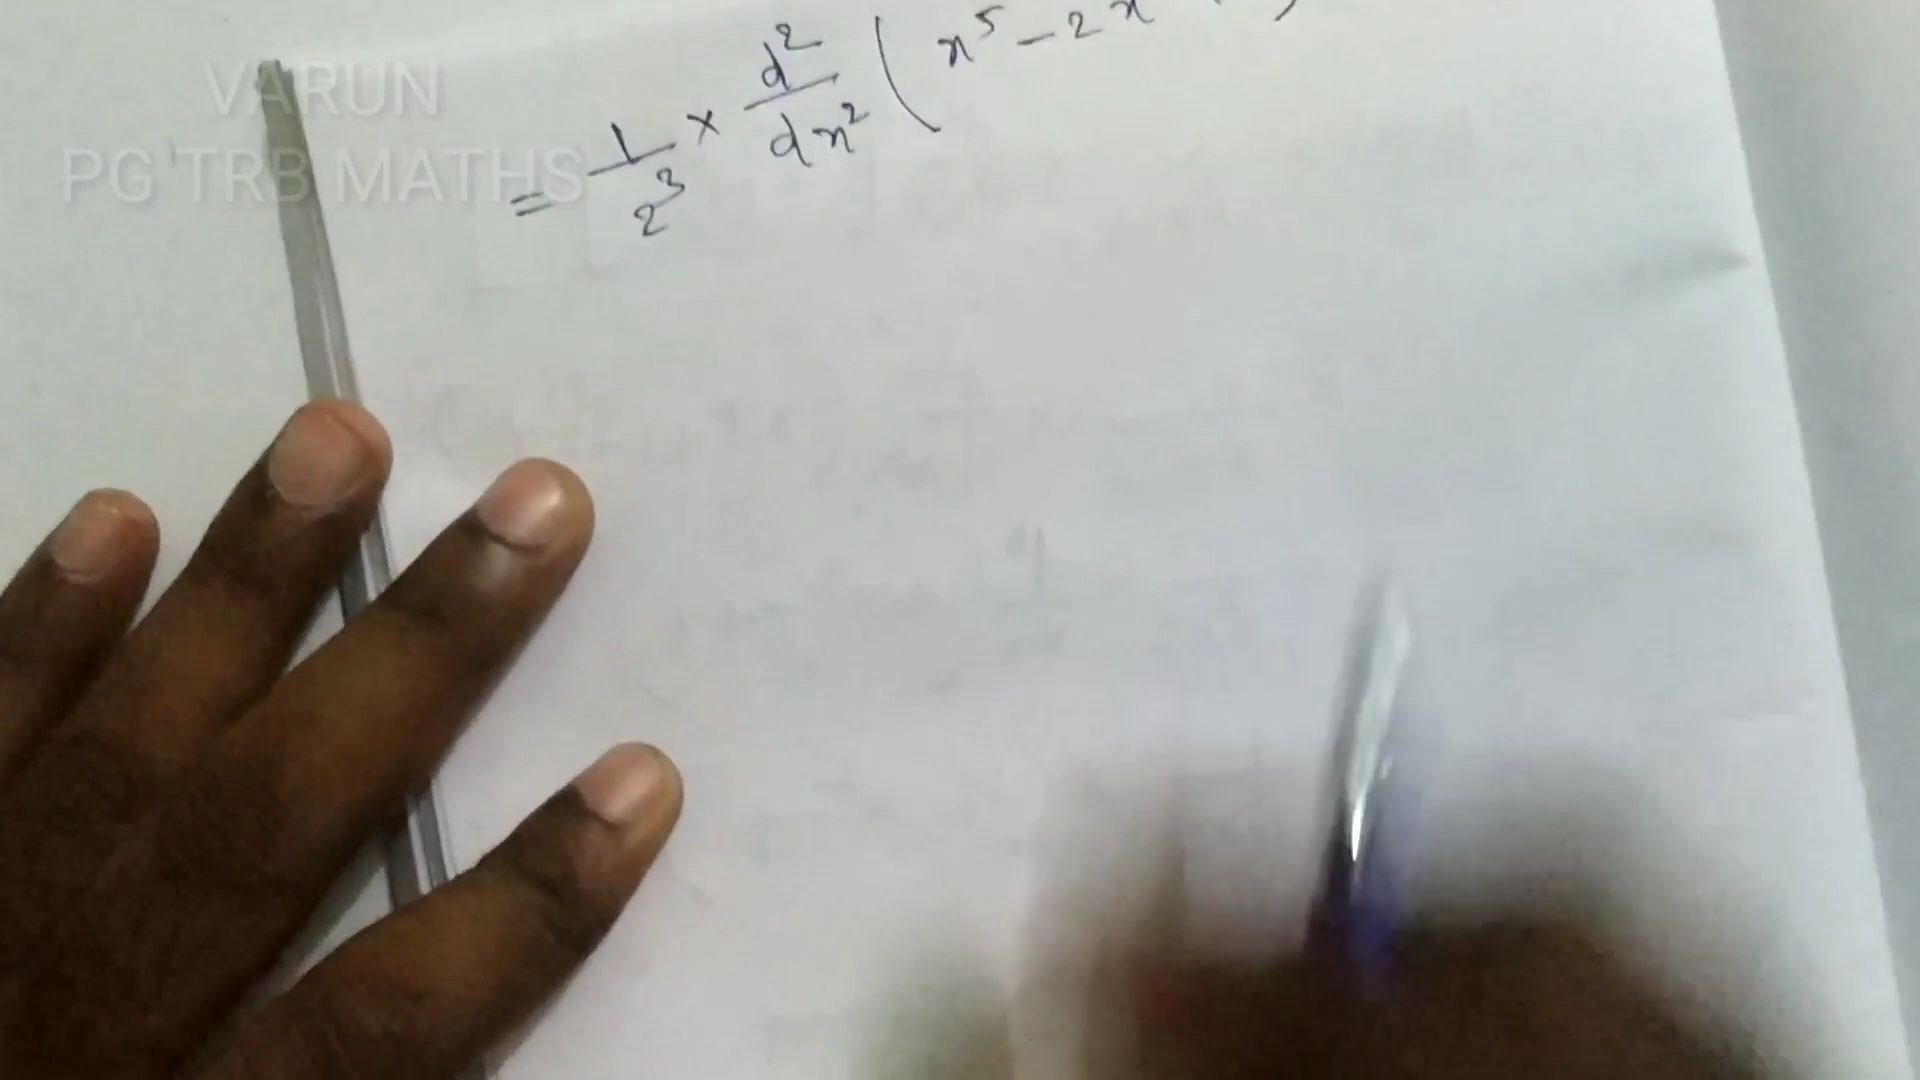 VARUN
PG TRB MATHS
= 1/2³ × d²/dx² ( x⁵ - 2x